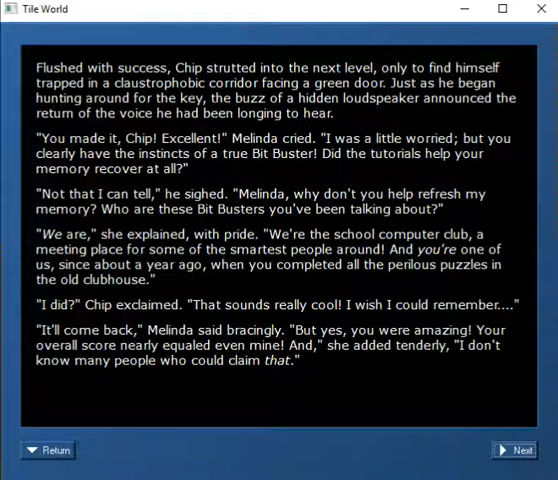 Tile World
Flushed with success, Chip strutted into the next level, only to find himself
trapped in a claustrophobic corridor facing a green door. Just as he began
hunting around for the key, the buzz of a hidden loudspeaker announced the
return of the voice he had been longing to hear.
"You made it, Chip! Excellent!" Melinda cried. "I was a little worried; but you
clearly have the instincts of a true Bit Buster! Did the tutorials help your
memory recover at all?"
"Not that I can tell," he sighed. "Melinda, why don't you help refresh my
memory? Who are these Bit Busters you've been talking about?"
"We are," she explained, with pride. "We're the school computer club, a
meeting place for some of the smartest people around! And you're one of
us, since about a year ago, when you completed all the perilous puzzles in
the old clubhouse."
"I did?" Chip exclaimed. "That sounds really cool! I wish I could remember...."
"It'll come back," Melinda said bracingly. "But yes, you were amazing! Your
overall score nearly equaled even mine! And," she added tenderly, "I don't
know many people who could claim that."
Return
Next